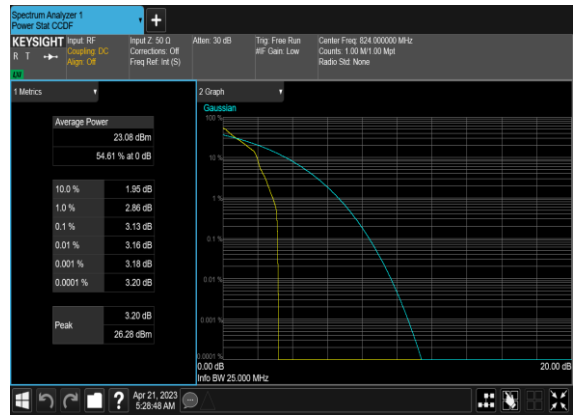 Spectrum Analyzer 1
Power Stat CCDF
+
KEYSIGHT
R T
LW
Input: RF
Coupling: DC
Align: Off
Input Z: 50 Ω
Corrections: Off
Freq Ref: Int (S)
Atten: 30 dB
Trig: Free Run
#IF Gain: Low
Center Freq: 824.000000 MHz
Counts: 1.00 M/1.00 Mpt
Radio Std: None
1 Metrics
Average Power
23.08 dBm
54.61 % at 0 dB
10.0 % 1.95 dB
1.0 % 2.86 dB
0.1 % 3.13 dB
0.01 % 3.16 dB
0.001 % 3.18 dB
0.0001 % 3.20 dB
Peak
3.20 dB
26.28 dBm
2 Graph
Gaussian
100 %
10 %
1 %
0.1 %
0.01 %
0.001 %
0.0001 %
0.00 dB
20.00 dB
Info BW 25.000 MHz
?
Apr 21, 2023
5:28:48 AM